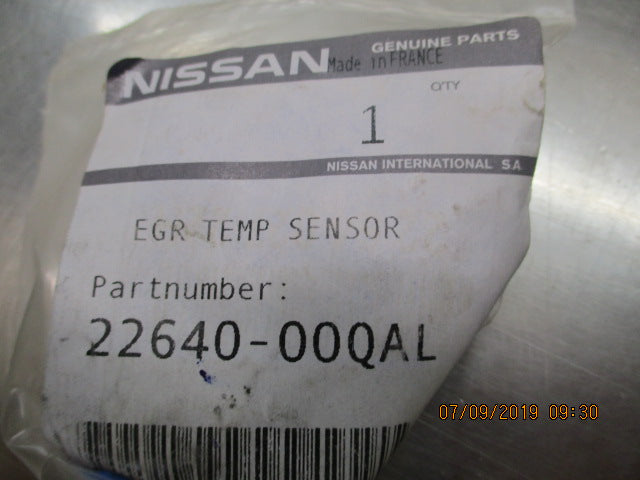 NISSAN GENUINE PARTS
Made in FRANCE
Q'TY
1
NISSAN INTERNATIONAL S.A.
EGR TEMP SENSOR
Partnumber:
22640-00QAL
07/09/2019 09:30